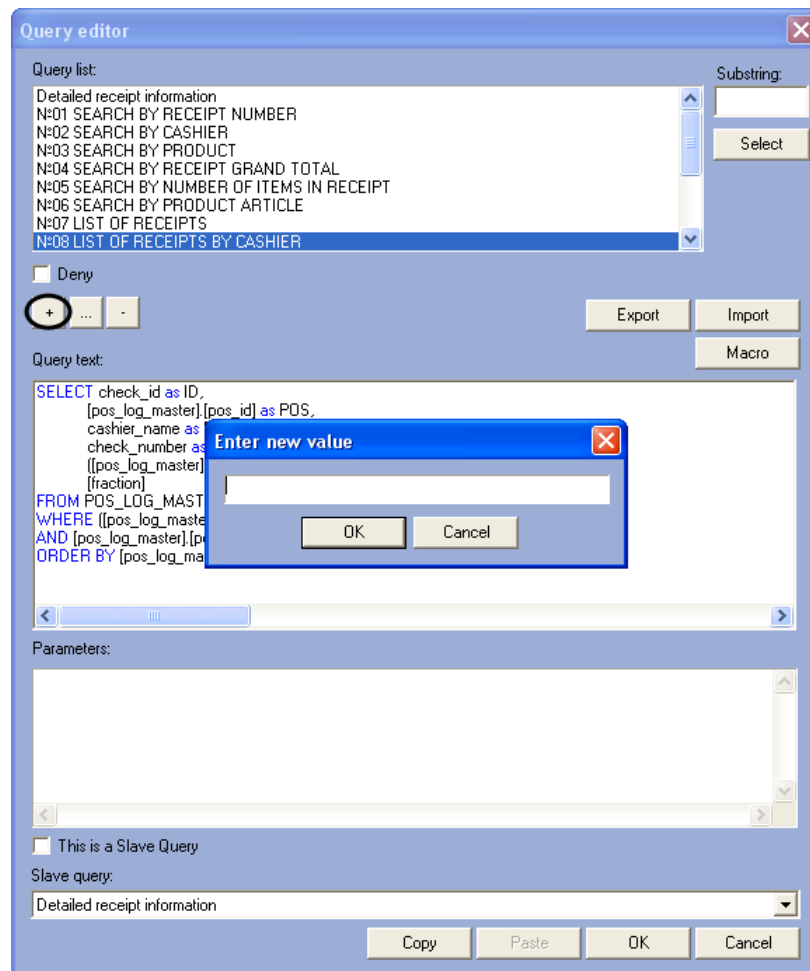 Query editor
Query list:
Substring:
Detailed receipt information
№01 SEARCH BY RECEIPT NUMBER
№02 SEARCH BY CASHIER
№03 SEARCH BY PRODUCT
№04 SEARCH BY RECEIPT GRAND TOTAL
№05 SEARCH BY NUMBER OF ITEMS IN RECEIPT
№06 SEARCH BY PRODUCT ARTICLE
№07 LIST OF RECEIPTS
№08 LIST OF RECEIPTS BY CASHIER
Select
Deny
+ ... -
Export Import
Macro
Query text:
SELECT check_id as ID,
[pos_log_master].[pos_id] as POS,
cashier_name as
check_number as
([pos_log_master]
[fraction]
FROM POS_LOG_MAST
WHERE ([pos_log_maste
AND [pos_log_master].[p
ORDER BY [pos_log_ma
Enter new value
OK Cancel
Parameters:
This is a Slave Query
Slave query:
Detailed receipt information
Copy Paste OK Cancel